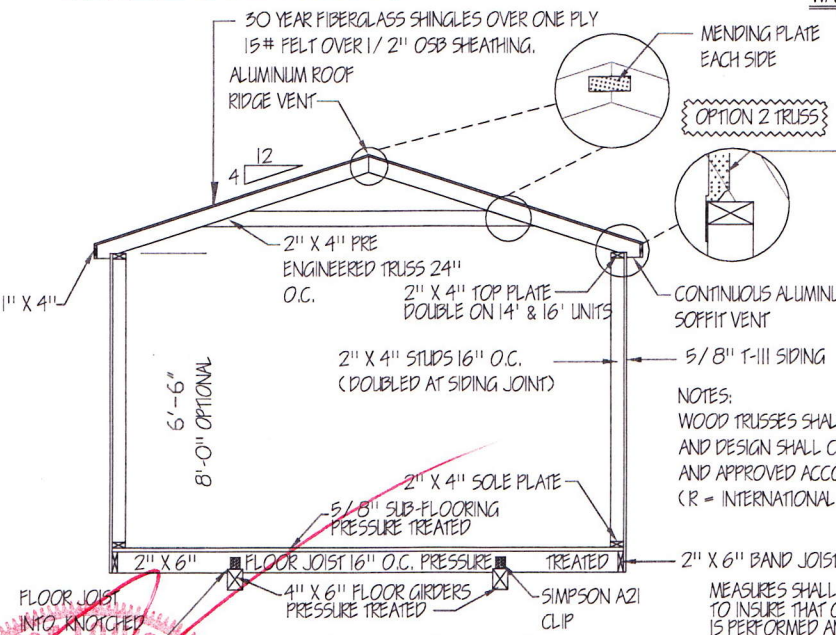 30 YEAR FIBERGLASS SHINGLES OVER ONE PLY
15# FELT OVER 1/2" OSB SHEATHING.
ALUMINUM ROOF
RIDGE VENT
MENDING PLATE
EACH SIDE
OPTION 2 TRUSS
12
4
2" X 4" PRE
ENGINEERED TRUSS 24"
O.C.
1" X 4"
2" X 4" TOP PLATE
DOUBLE ON 14' & 16' UNITS
CONTINUOUS ALUMINU
SOFFIT VENT
2" X 4" STUDS 16" O.C.
(DOUBLED AT SIDING JOINT)
5/8" T-111 SIDING
6'-6"
8'-0" OPTIONAL
NOTES:
WOOD TRUSSES SHAL
AND DESIGN SHALL C
AND APPROVED ACCO
(R = INTERNATIONAL
2" X 4" SOLE PLATE
5/8" SUB-FLOORING
PRESSURE TREATED
2" X 6" FLOOR JOIST 16" O.C. PRESSURE TREATED
2" X 6" BAND JOIST
FLOOR JOIST
INTO KNOTCHED
4" X 6" FLOOR GIRDERS
PRESSURE TREATED
SIMPSON A21
CLIP
MEASURES SHALL
TO INSURE THAT
IS PERFORMED A